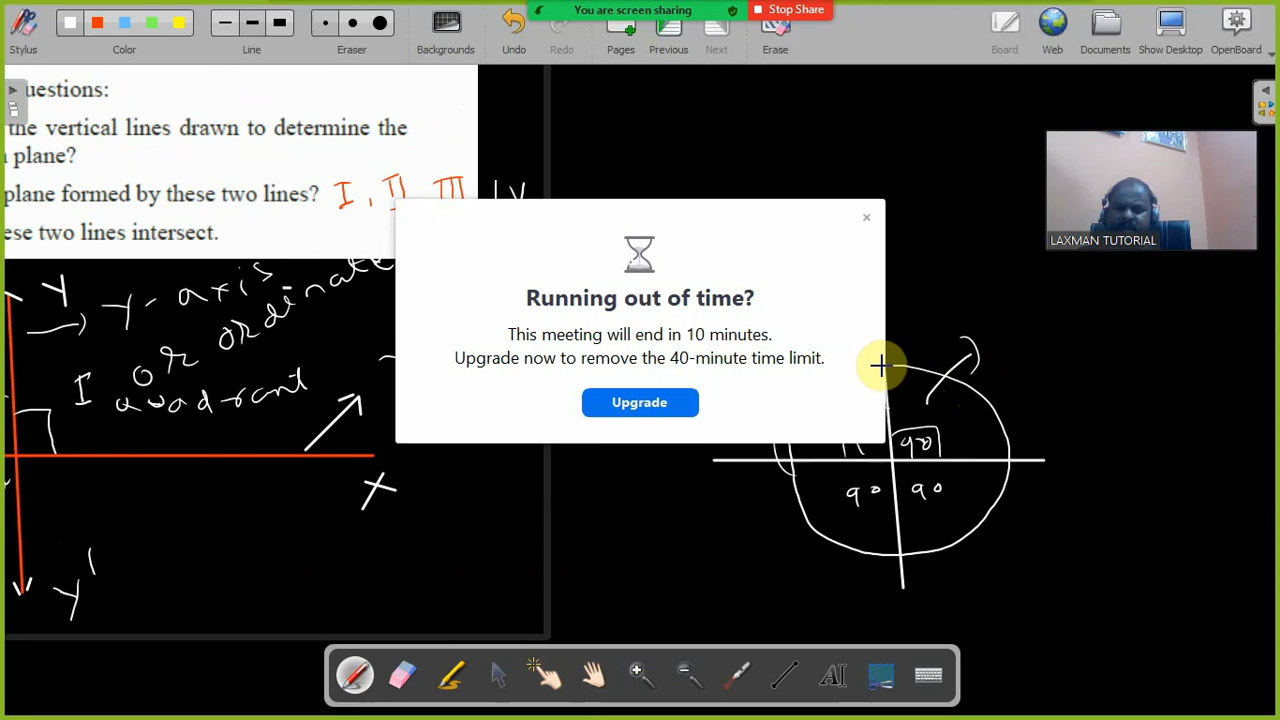 You are screen sharing
Stop Share
Stylus
Color
Line
Eraser
Backgrounds
Undo
Redo
Pages
Previous
Next
Erase
Board
Web
Documents
Show Desktop
OpenBoard
uestions:
the vertical lines drawn to determine the
plane?
plane formed by these two lines? I, II, III IV
ese two lines intersect.
Y
y-axis
or ordinate
I
quadrant
X
y'
LAXMAN TUTORIAL
Running out of time?
This meeting will end in 10 minutes.
Upgrade now to remove the 40-minute time limit.
Upgrade
90
90 90
AI